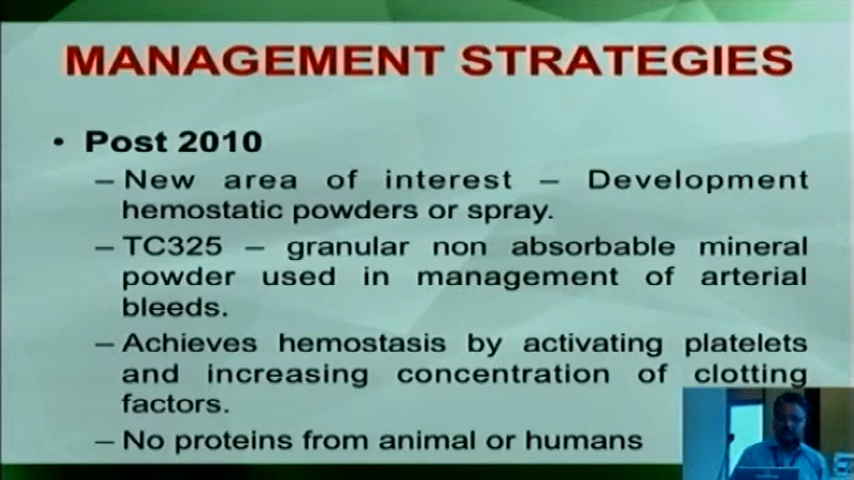 MANAGEMENT STRATEGIES
• Post 2010
– New area of interest – Development
hemostatic powders or spray.
– TC325 – granular non absorbable mineral
powder used in management of arterial
bleeds.
– Achieves hemostasis by activating platelets
and increasing concentration of clotting
factors.
– No proteins from animal or humans